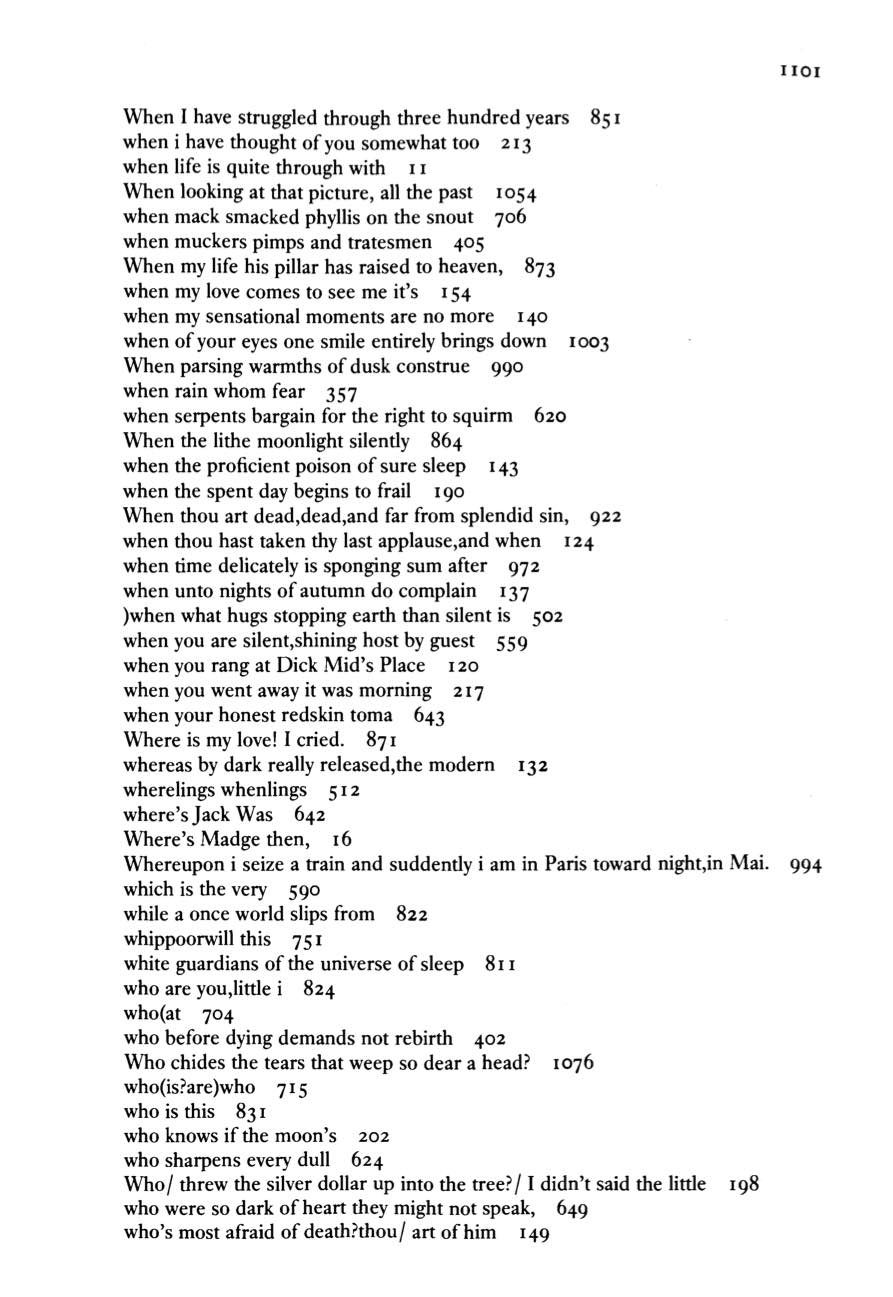 1101
When I have struggled through three hundred years 851
when i have thought of you somewhat too 213
when life is quite through with 11
When looking at that picture, all the past 1054
when mack smacked phyllis on the snout 706
when muckers pimps and tratesmen 405
When my life his pillar has raised to heaven, 873
when my love comes to see me it's 154
when my sensational moments are no more 140
when of your eyes one smile entirely brings down 1003
When parsing warmths of dusk construe 990
when rain whom fear 357
when serpents bargain for the right to squirm 620
When the lithe moonlight silently 864
when the proficient poison of sure sleep 143
when the spent day begins to frail 190
When thou art dead,dead,and far from splendid sin, 922
when thou hast taken thy last applause,and when 124
when time delicately is sponging sum after 972
when unto nights of autumn do complain 137
)when what hugs stopping earth than silent is 502
when you are silent,shining host by guest 559
when you rang at Dick Mid's Place 120
when you went away it was morning 217
when your honest redskin toma 643
Where is my love! I cried. 871
whereas by dark really released,the modern 132
wherelings whenlings 512
where's Jack Was 642
Where's Madge then, 16
Whereupon i seize a train and suddenly i am in Paris toward night,in Mai. 994
which is the very 590
while a once world slips from 822
whippoorwill this 751
white guardians of the universe of sleep 811
who are you,little i 824
who(at 704
who before dying demands not rebirth 402
Who chides the tears that weep so dear a head? 1076
who(is?are)who 715
who is this 831
who knows if the moon's 202
who sharpens every dull 624
Who/ threw the silver dollar up into the tree?/ I didn't said the little 198
who were so dark of heart they might not speak, 649
who's most afraid of death?thou/ art of him 149